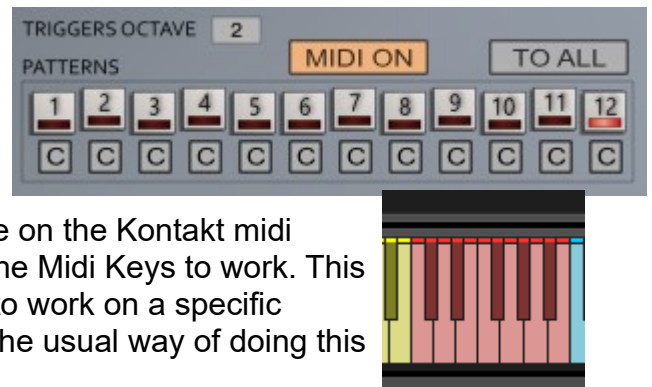 TRIGGERS OCTAVE 2
MIDI ON TO ALL
PATTERNS
1 2 3 4 5 6 7 8 9 10 11 12
C C C C C C C C C C C C
e on the Kontakt midi
ne Midi Keys to work. This
to work on a specific
he usual way of doing this